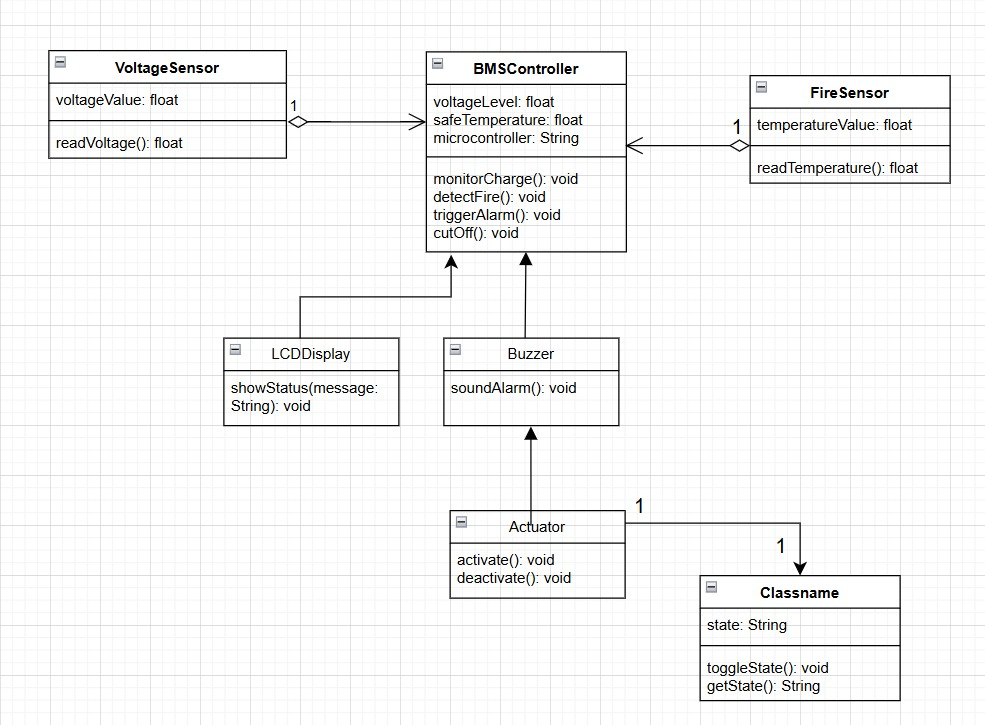 VoltageSensor
voltageValue: float
readVoltage(): float
1
BMSController
voltageLevel: float
safeTemperature: float
microcontroller: String
monitorCharge(): void
detectFire(): void
triggerAlarm(): void
cutOff(): void
1
FireSensor
temperatureValue: float
readTemperature(): float
LCDDisplay
showStatus(message:
String): void
Buzzer
soundAlarm(): void
Actuator
activate(): void
deactivate(): void
1
1
Classname
state: String
toggleState(): void
getState(): String